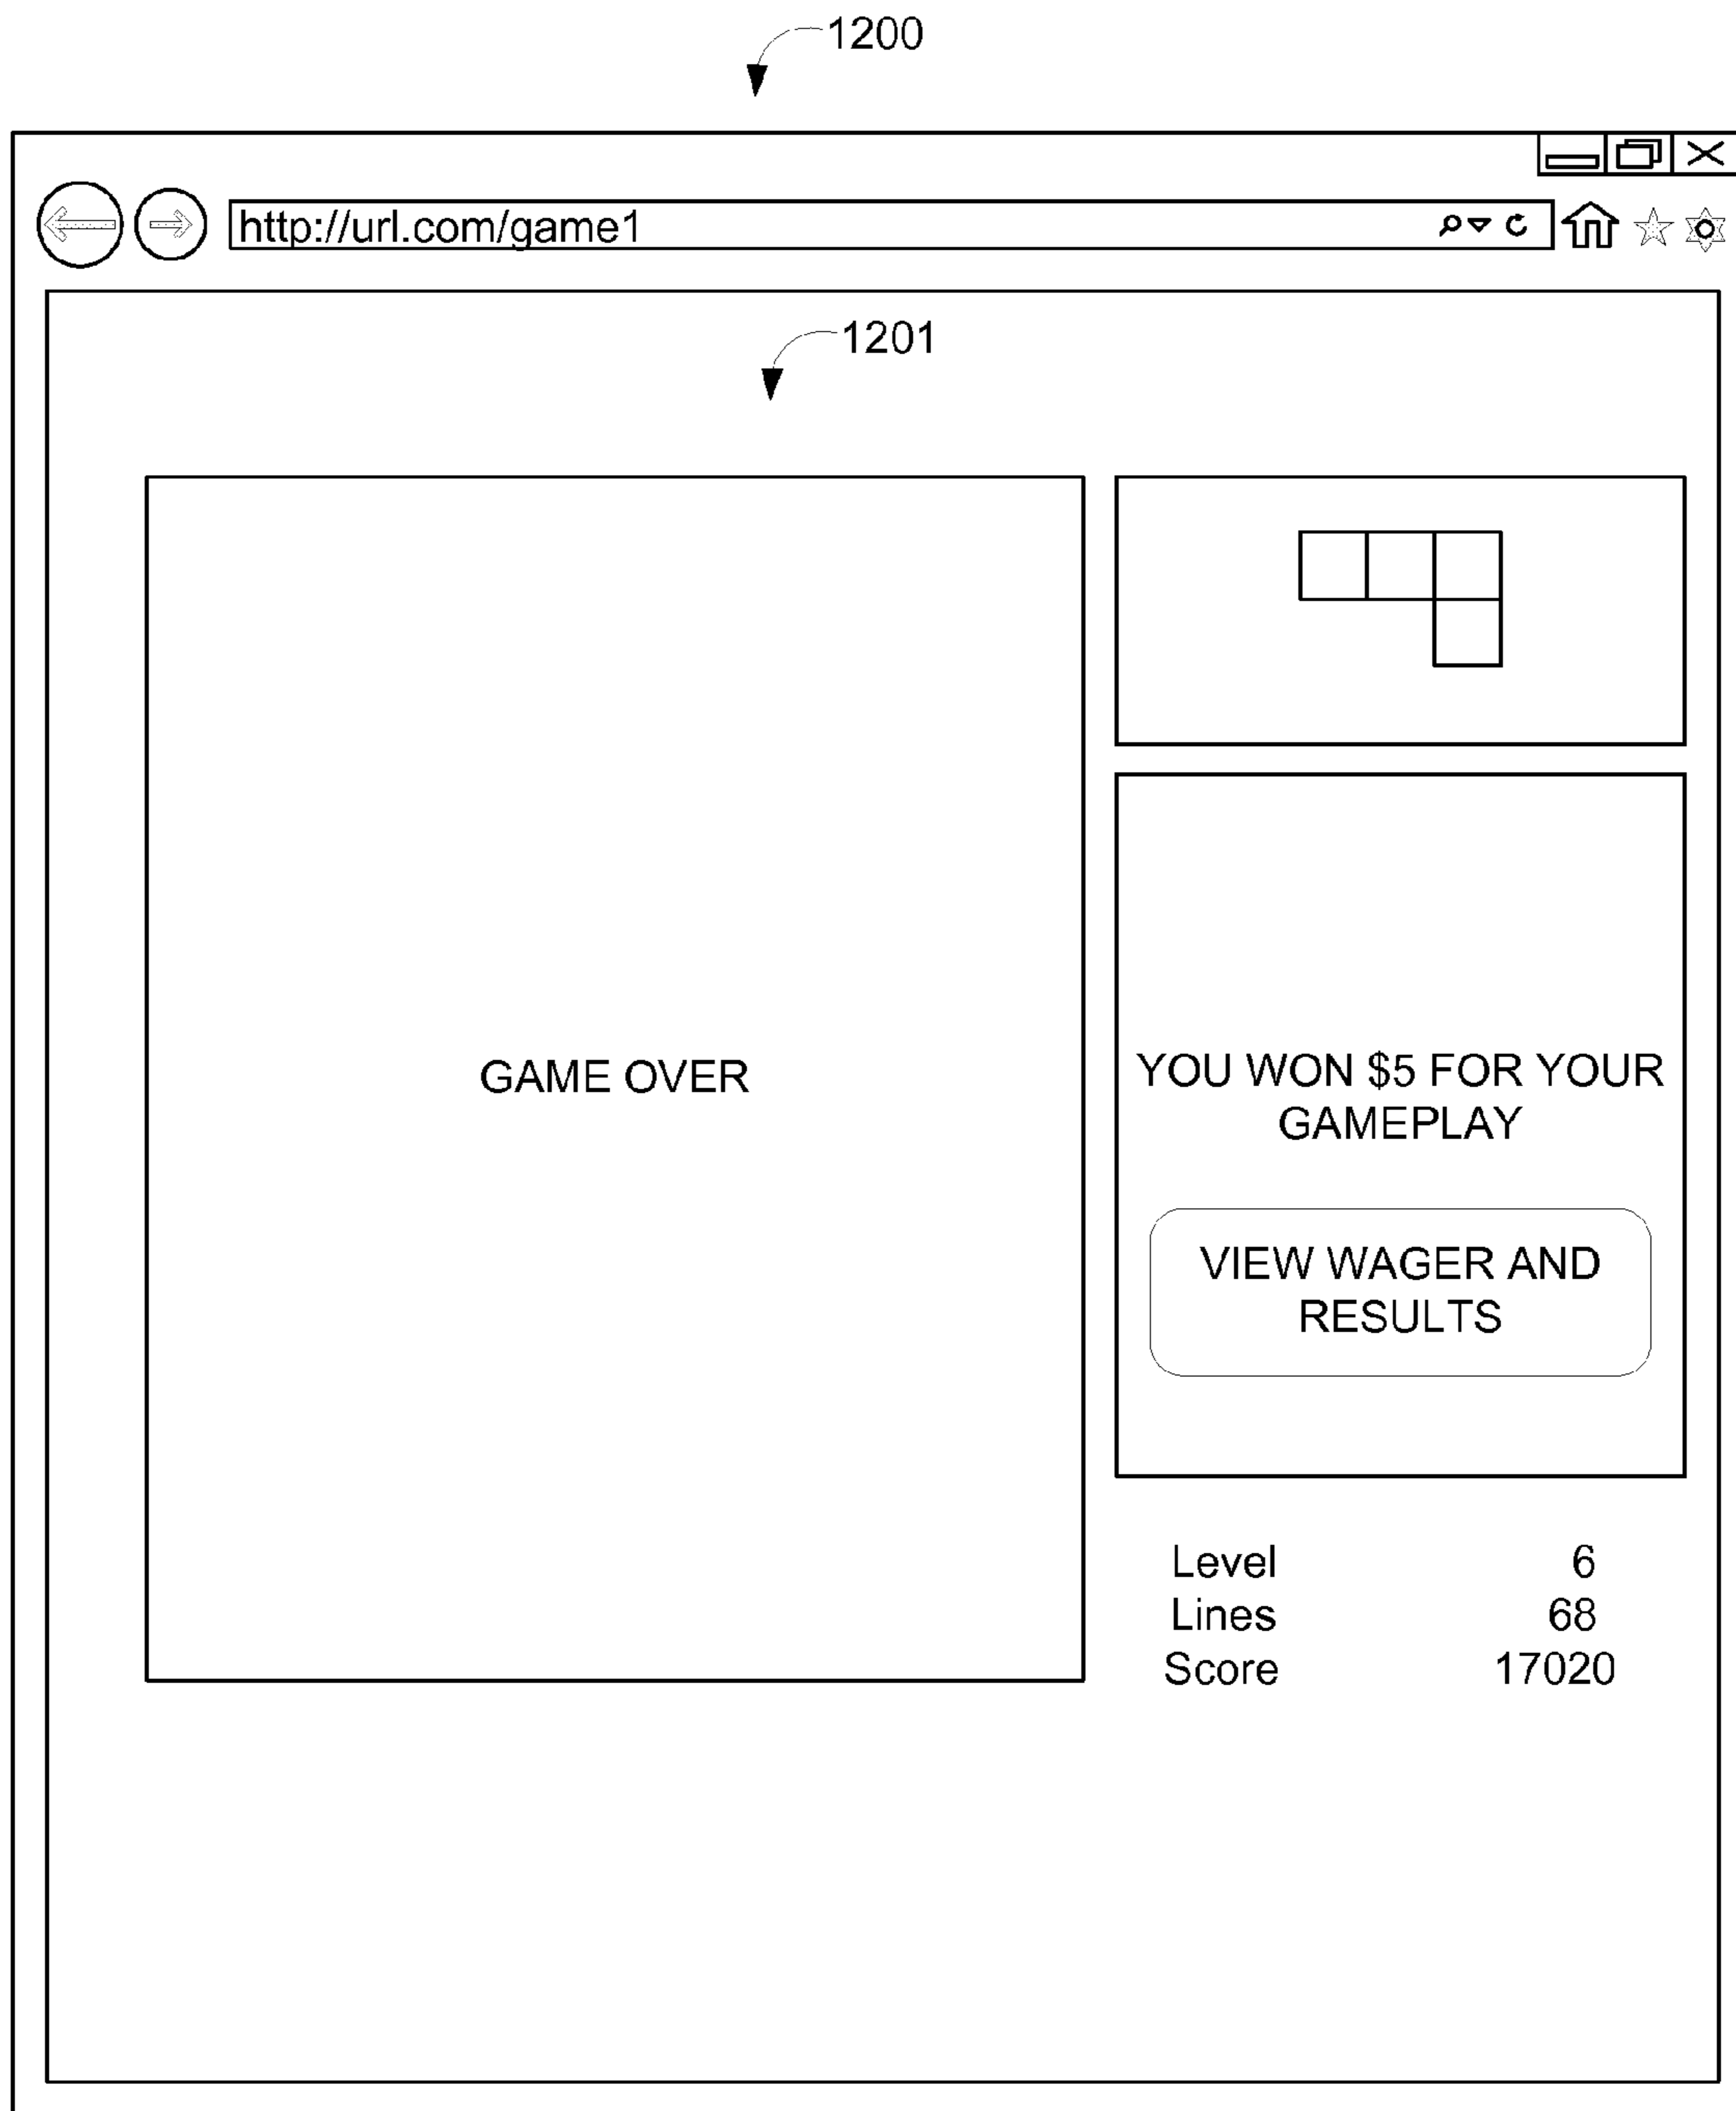 1200
http://url.com/game1
1201
GAME OVER
YOU WON $5 FOR YOUR
GAMEPLAY
VIEW WAGER AND
RESULTS
Level 6
Lines 68
Score 17020